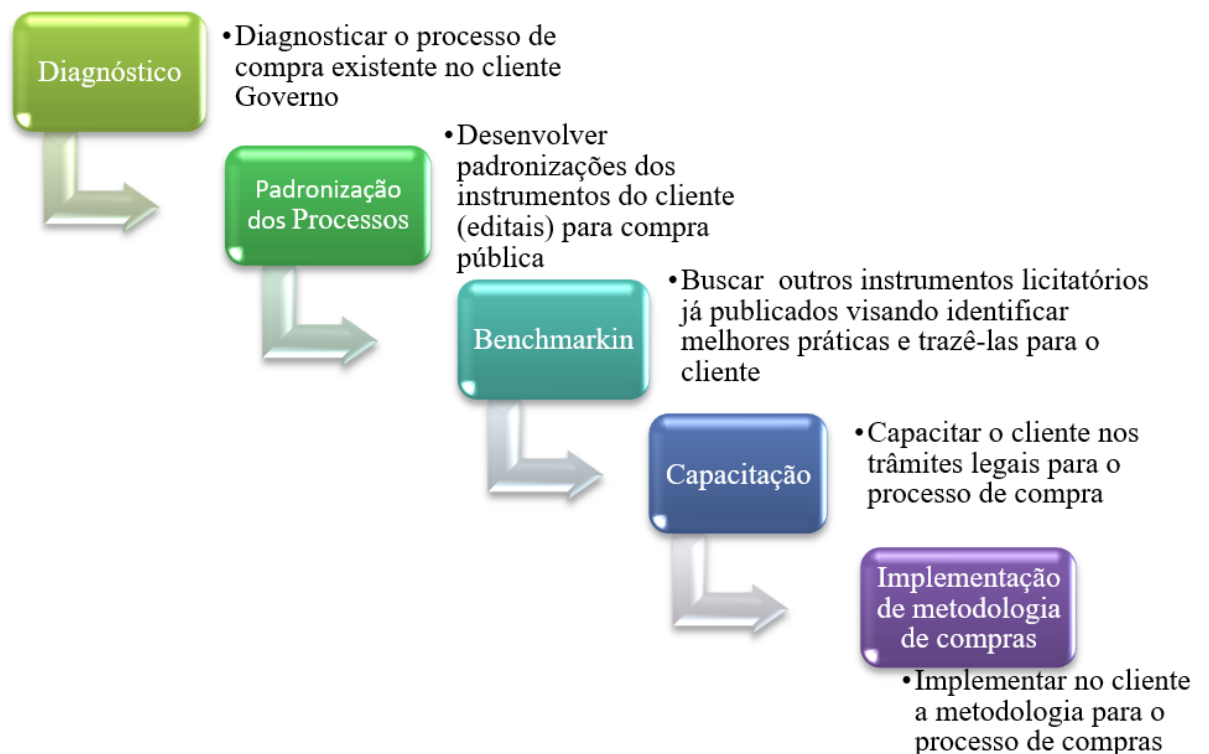 Diagnóstico
•Diagnosticar o processo de
compra existente no cliente
Governo
Padronização
dos Processos
•Desenvolver
padronizações dos
instrumentos do cliente
(editais) para compra
pública
Benchmarkin
•Buscar outros instrumentos licitatórios
já publicados visando identificar
melhores práticas e trazê-las para o
cliente
Capacitação
•Capacitar o cliente nos
trâmites legais para o
processo de compra
Implementação
de metodologia
de compras
•Implementar no cliente
a metodologia para o
processo de compras